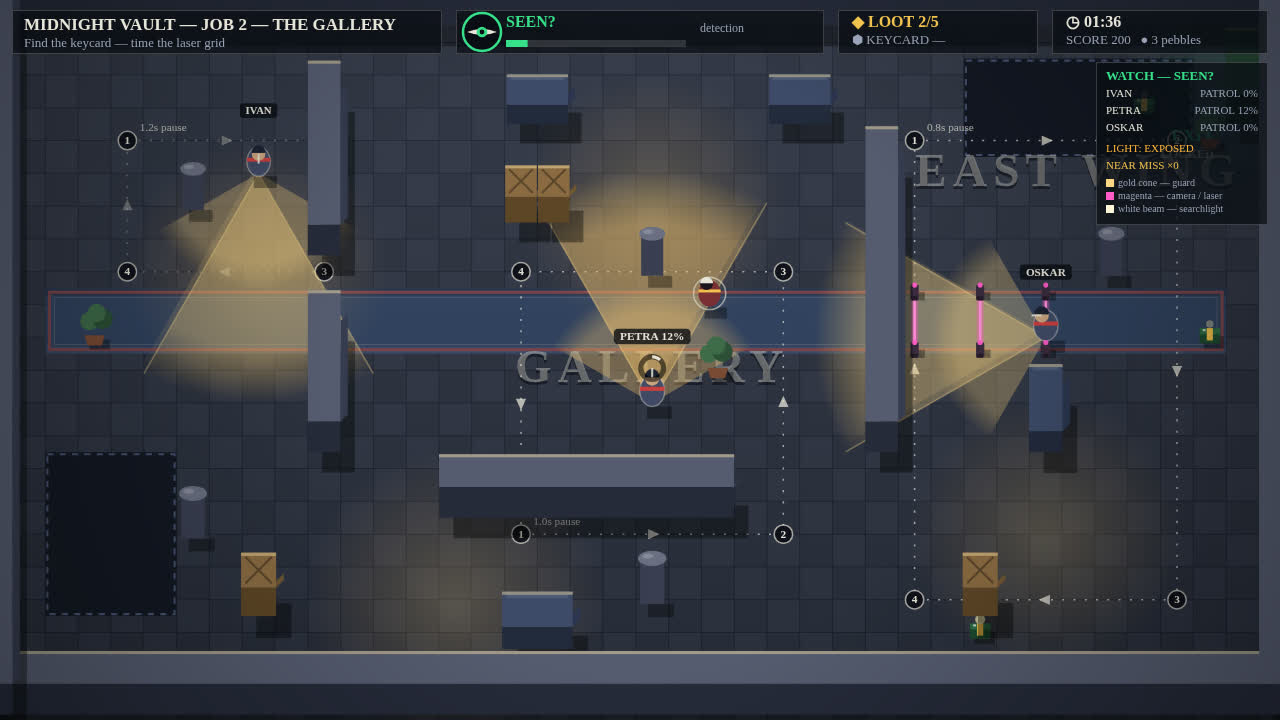 MIDNIGHT VAULT — JOB 2 — THE GALLERY
Find the keycard — time the laser grid
SEEN?
detection
◆ LOOT 2/5
⬢ KEYCARD —
◷ 01:36
SCORE 200 ● 3 pebbles
WATCH — SEEN?
IVAN PATROL 0%
PETRA PATROL 12%
OSKAR PATROL 0%
LIGHT: EXPOSED
NEAR MISS ×0
gold cone — guard
magenta — camera / laser
white beam — searchlight
IVAN
1 1.2s pause
1 0.8s pause
EAST WING
4
3
4
3
OSKAR
PETRA 12%
GALLERY
1.0s pause
1
2
4
3